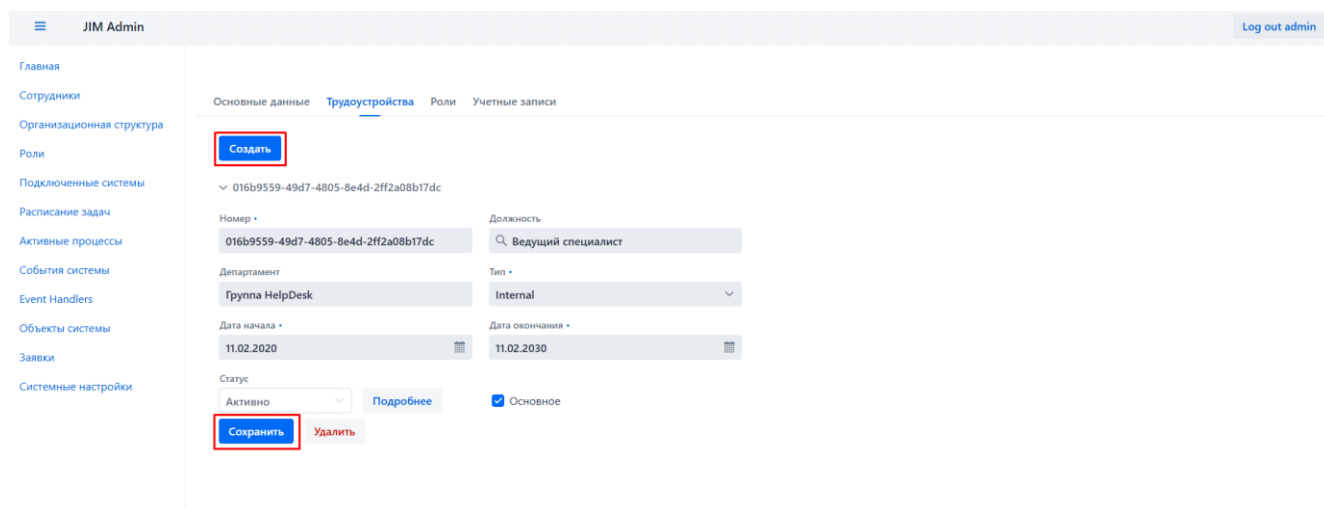 JIM Admin
Log out admin
Главная
Сотрудники
Организационная структура
Роли
Подключенные системы
Расписание задач
Активные процессы
События системы
Event Handlers
Объекты системы
Заявки
Системные настройки
Основные данные Трудоустройства Роли Учетные записи
Создать
016b9559-49d7-4805-8e4d-2ff2a08b17dc
Номер • Должность
016b9559-49d7-4805-8e4d-2ff2a08b17dc Ведущий специалист
Департамент Тип •
Группа HelpDesk Internal
Дата начала • Дата окончания •
11.02.2020 11.02.2030
Статус
Активно Подробнее Основное
Сохранить Удалить